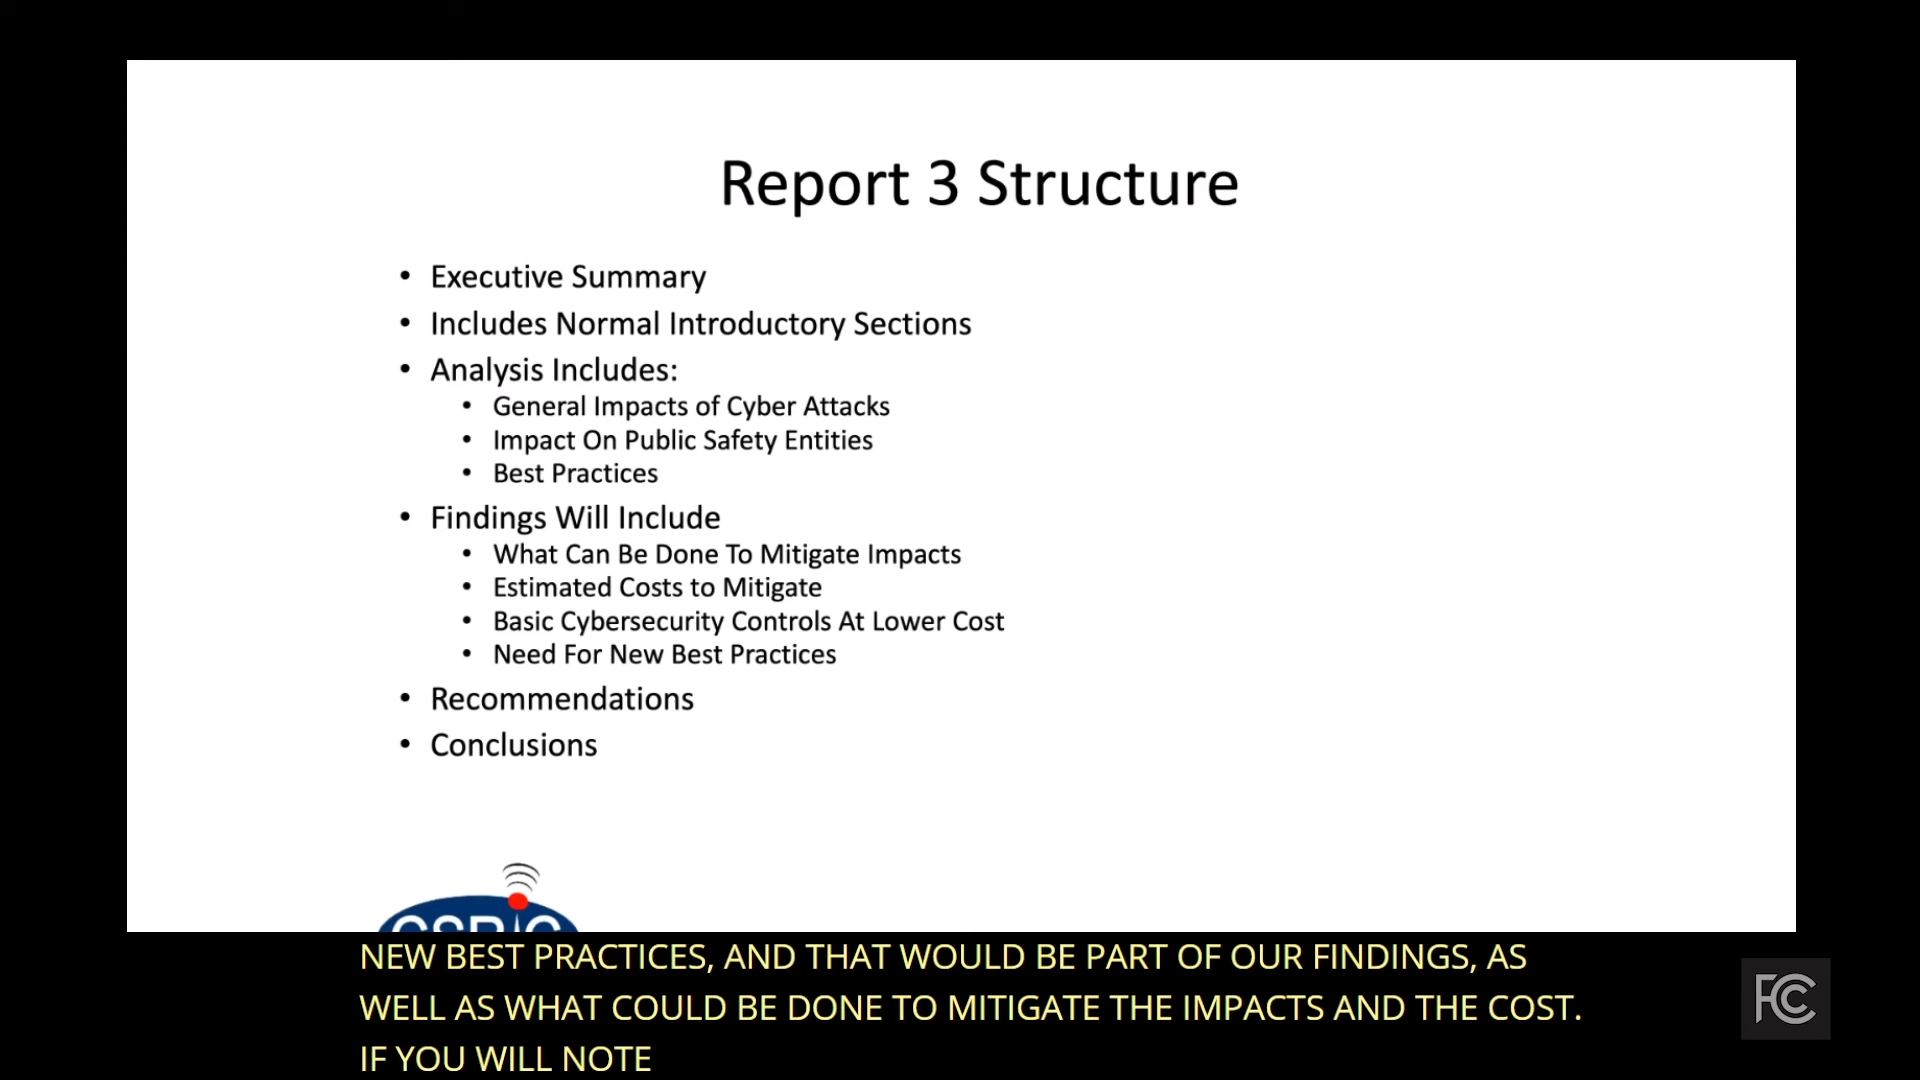 Report 3 Structure
• Executive Summary
• Includes Normal Introductory Sections
• Analysis Includes:
• General Impacts of Cyber Attacks
• Impact On Public Safety Entities
• Best Practices
• Findings Will Include
• What Can Be Done To Mitigate Impacts
• Estimated Costs to Mitigate
• Basic Cybersecurity Controls At Lower Cost
• Need For New Best Practices
• Recommendations
• Conclusions
CSRIC
NEW BEST PRACTICES, AND THAT WOULD BE PART OF OUR FINDINGS, AS
WELL AS WHAT COULD BE DONE TO MITIGATE THE IMPACTS AND THE COST.
IF YOU WILL NOTE
FCC